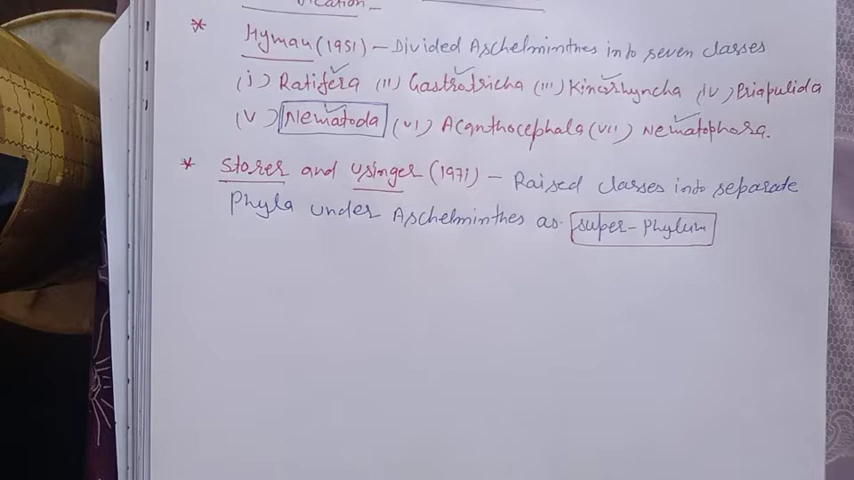 * Hyman (1951) - Divided Aschelminthes into seven classes
(i) Ratifera (ii) Gastrotricha (iii) Kinorhyncha (iv) Priapulida
(v) Nematoda (vi) Acanthocephala (vii) Nematophora.
* Storer and Usinger (1971) - Raised classes into separate
Phyla under Aschelminthes as super-Phylum